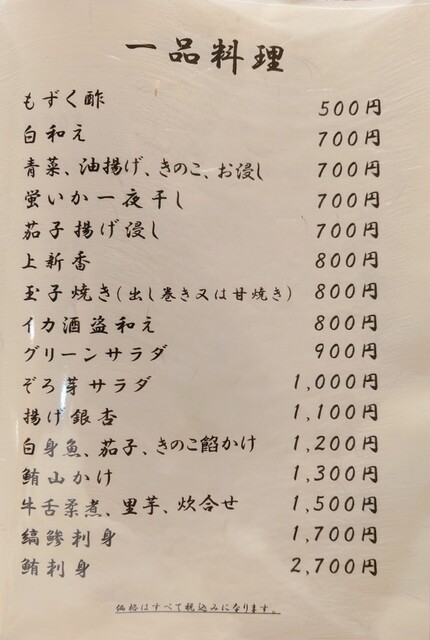 一品料理
もずく酢 500円
白和え 700円
青菜、油揚げ、きのこ、お浸し 700円
蛍いか一夜干し 700円
茄子揚げ浸し 700円
上新香 800円
玉子焼き(出し巻き又は甘焼き) 800円
イカ酒盗和え 800円
グリーンサラダ 900円
ぞろ芽サラダ 1,000円
揚げ銀杏 1,100円
白身魚、茄子、きのこ餡かけ 1,200円
鮪山かけ 1,300円
牛舌柔煮、里芋、炊合せ 1,500円
縞鯵刺身 1,700円
鮪刺身 2,700円
価格はすべて税込みになります。